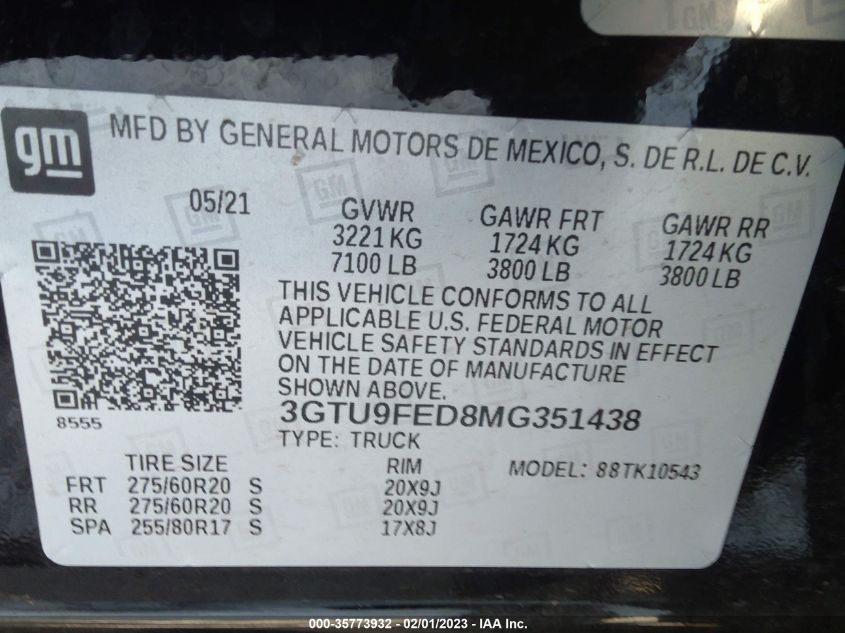 gm
MFD BY GENERAL MOTORS DE MEXICO, S. DE R.L. DE C.V.
05/21
GVWR
3221 KG
7100 LB
GAWR FRT
1724 KG
3800 LB
GAWR RR
1724 KG
3800 LB
THIS VEHICLE CONFORMS TO ALL
APPLICABLE U.S. FEDERAL MOTOR
VEHICLE SAFETY STANDARDS IN EFFECT
ON THE DATE OF MANUFACTURE
SHOWN ABOVE.
8555
3GTU9FED8MG351438
TYPE: TRUCK
TIRE SIZE RIM MODEL: 88TK10543
FRT 275/60R20 S 20X9J
RR 275/60R20 S 20X9J
SPA 255/80R17 S 17X8J
000-35773932 - 02/01/2023 - IAA Inc.